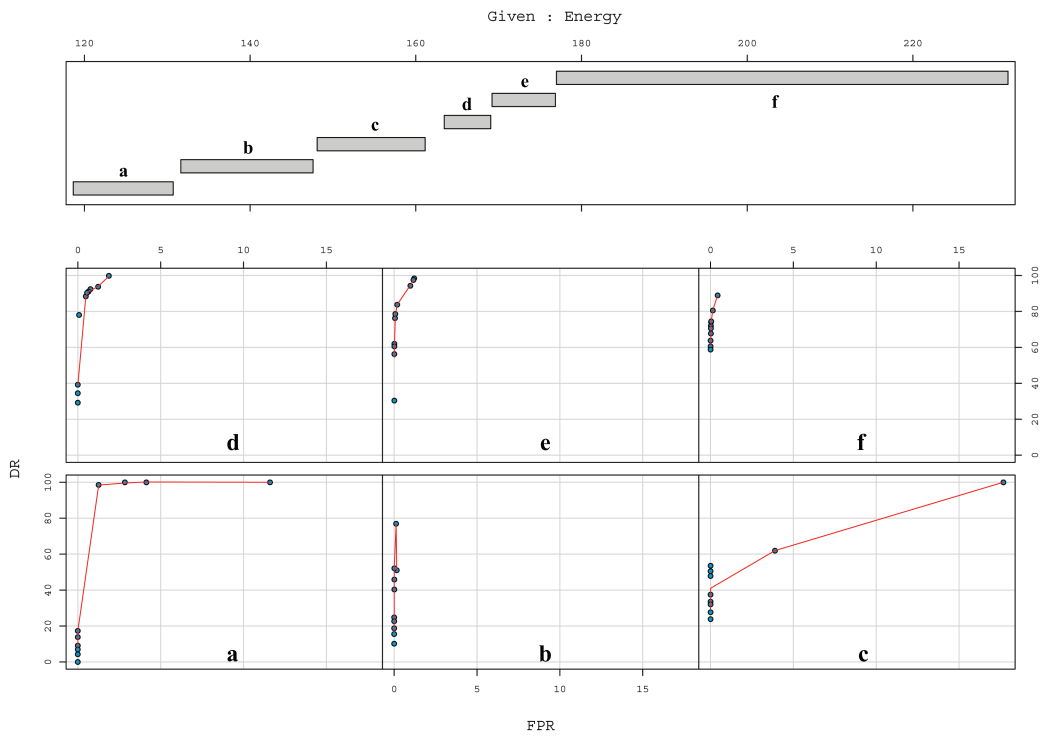 Given : Energy
120 140 160 180 200 220
f
e
d
c
b
a
0 5 10 15 0 5 10 15
0 20 40 60 80 100
d e f
DR
0 20 40 60 80 100
a b c
0 5 10 15
FPR